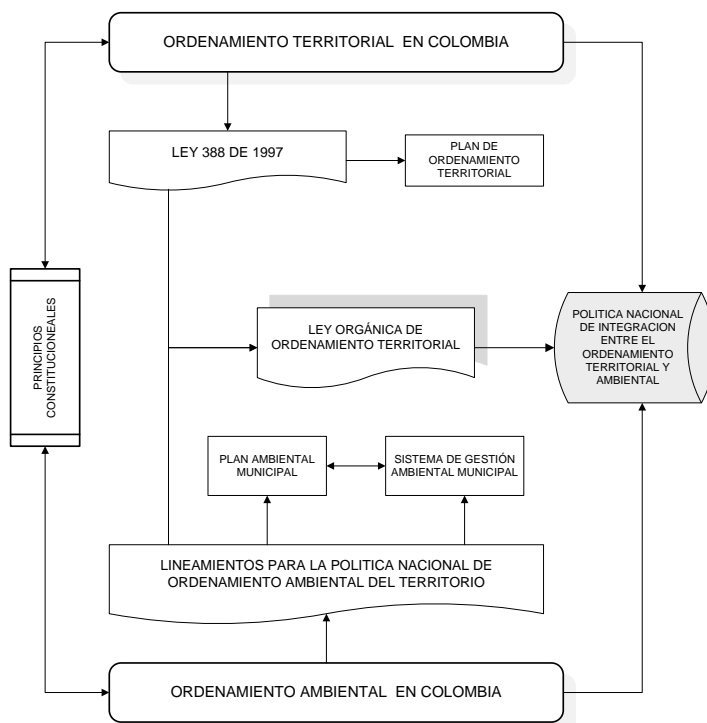 ORDENAMIENTO TERRITORIAL EN COLOMBIA
LEY 388 DE 1997
PLAN DE
ORDENAMIENTO
TERRITORIAL
PRINCIPIOS
CONSTITUCIONEALES
LEY ORGÁNICA DE
ORDENAMIENTO TERRITORIAL
POLITICA NACIONAL
DE INTEGRACION
ENTRE EL
ORDENAMIENTO
TERRITORIAL Y
AMBIENTAL
PLAN AMBIENTAL
MUNICIPAL
SISTEMA DE GESTIÓN
AMBIENTAL MUNICIPAL
LINEAMIENTOS PARA LA POLITICA NACIONAL DE
ORDENAMIENTO AMBIENTAL DEL TERRITORIO
ORDENAMIENTO AMBIENTAL EN COLOMBIA